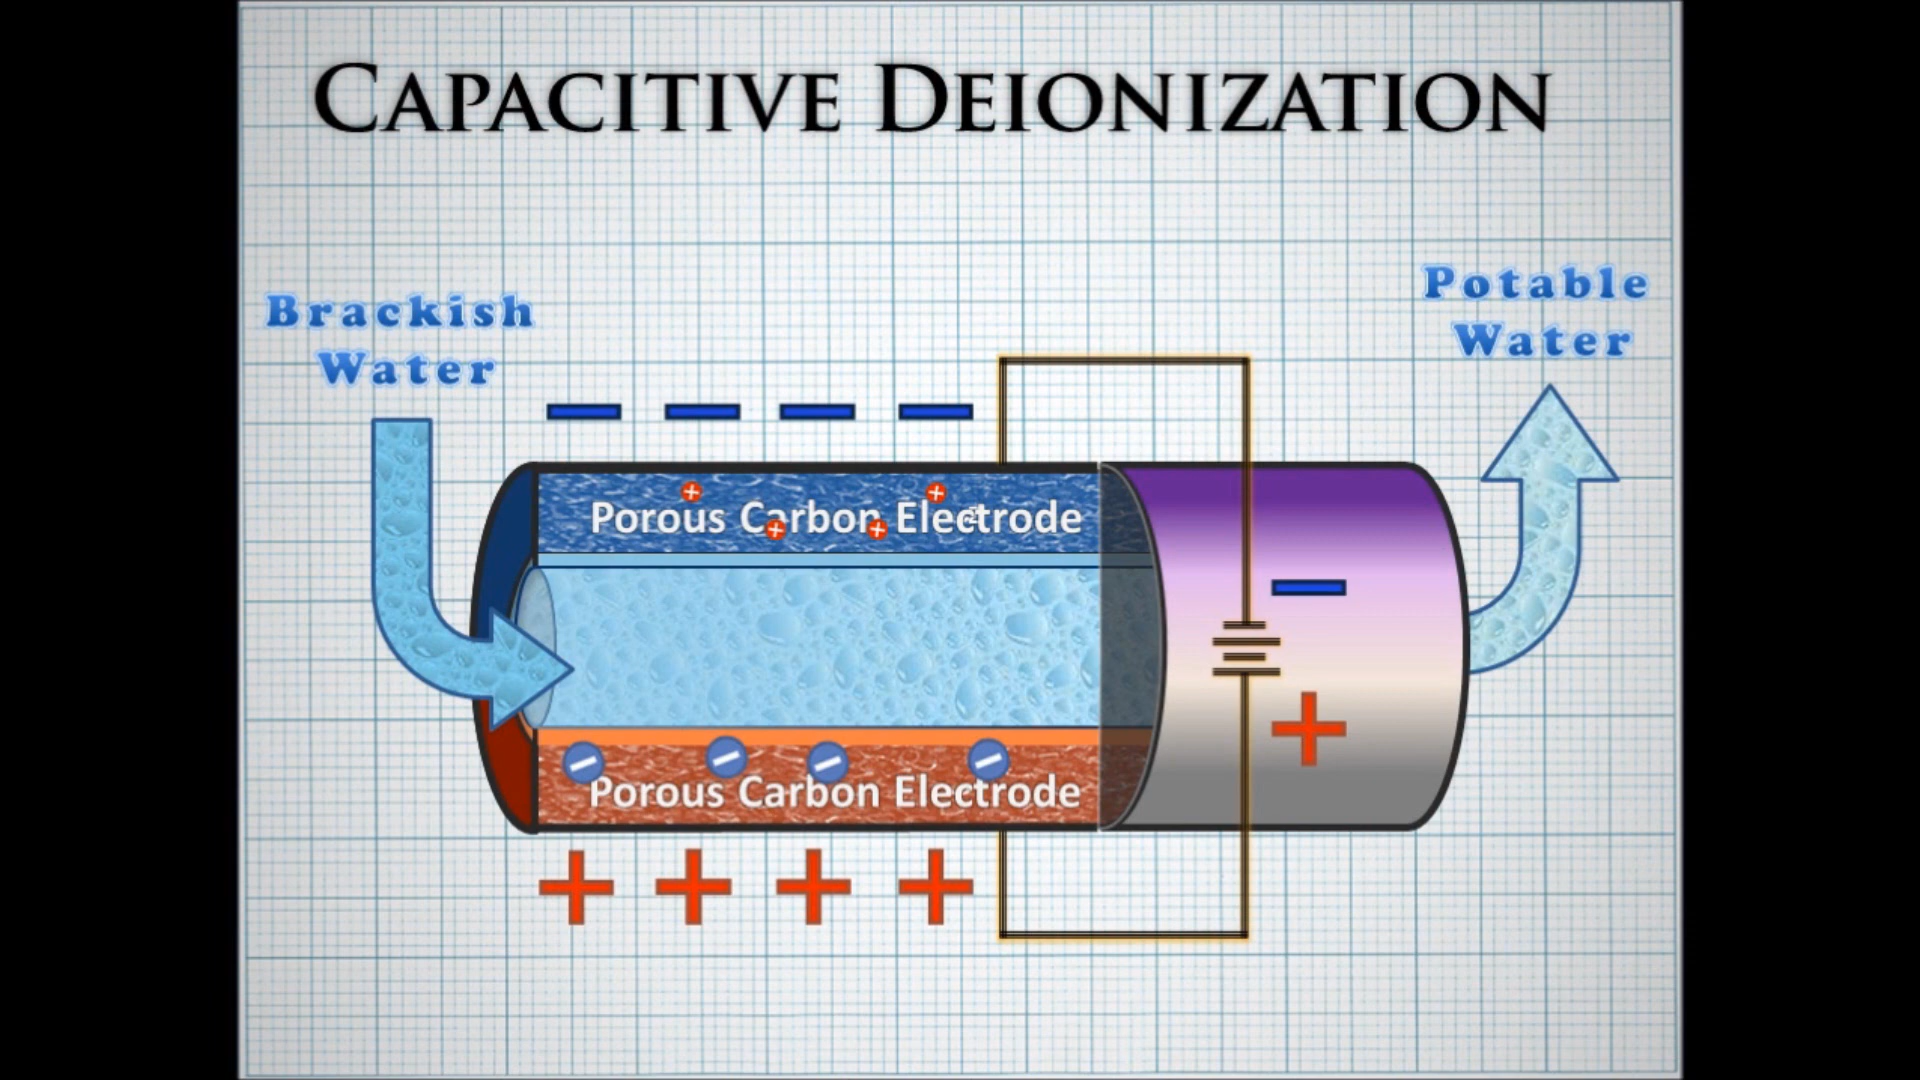 CAPACITIVE DEIONIZATION
Brackish
Water
Potable
Water
Porous Carbon Electrode
Porous Carbon Electrode